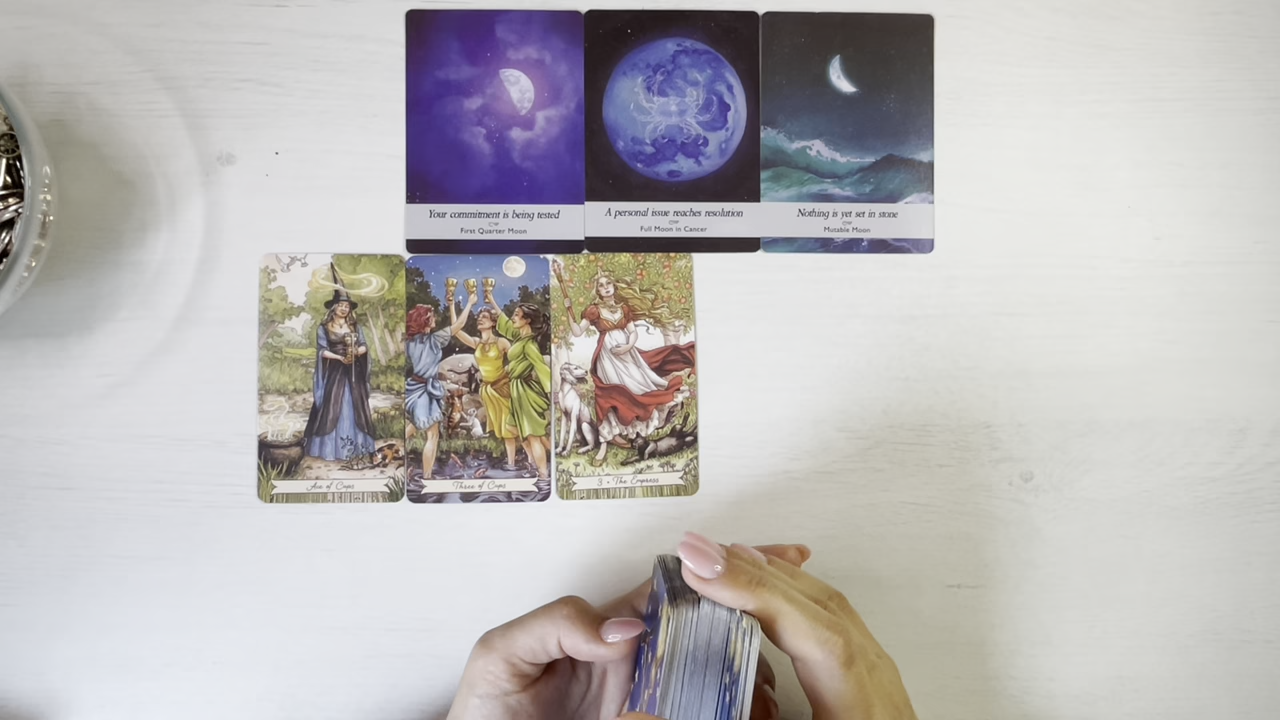 Your commitment is being tested
First Quarter Moon
A personal issue reaches resolution
Full Moon in Cancer
Nothing is yet set in stone
Mutable Moon
Ace of Cups
Three of Cups
3 • The Empress